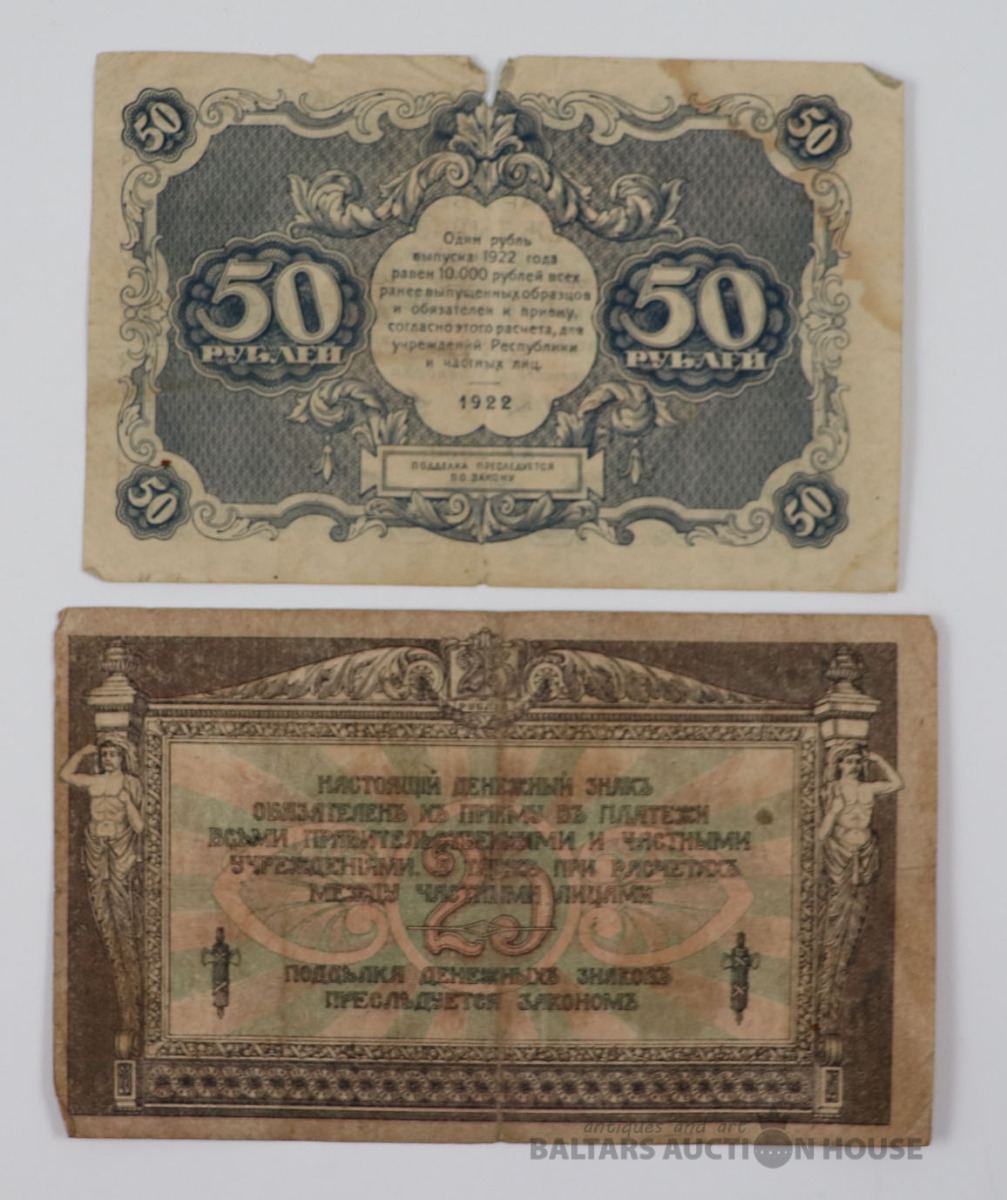 50 50
Один рубль
выпуска 1922 года
равен 10.000 рублей всех
ранее выпущенных образцов
и обязателен к приему,
согласно этого расчета, для
учреждений Республики
и частных лиц.
1922
50
РУБЛЕЙ
50
РУБЛЕЙ
ПОДДЕЛКА ПРЕСЛЕДУЕТСЯ
ПО ЗАКОНУ
50 50
25
РУБЛЕЙ
НАСТОЯЩІЙ ДЕНЕЖНЫЙ ЗНАКЪ
ОБЯЗАТЕЛЕНЪ КЪ ПРІЕМУ ВЪ ПЛАТЕЖИ
ВСѢМИ ПРАВИТЕЛЬСТВЕННЫМИ И ЧАСТНЫМИ
УЧРЕЖДЕНІЯМИ, ПРИ РАСЧЕТАХЪ
МЕЖДУ ЧАСТНЫМИ ЛИЦАМИ
25
ПОДДѢЛКА ДЕНЕЖНЫХЪ ЗНАКОВЪ
ПРЕСЛѢДУЕТСЯ ЗАКОНОМЪ
antiques and art
BALTARS AUCTION HOUSE